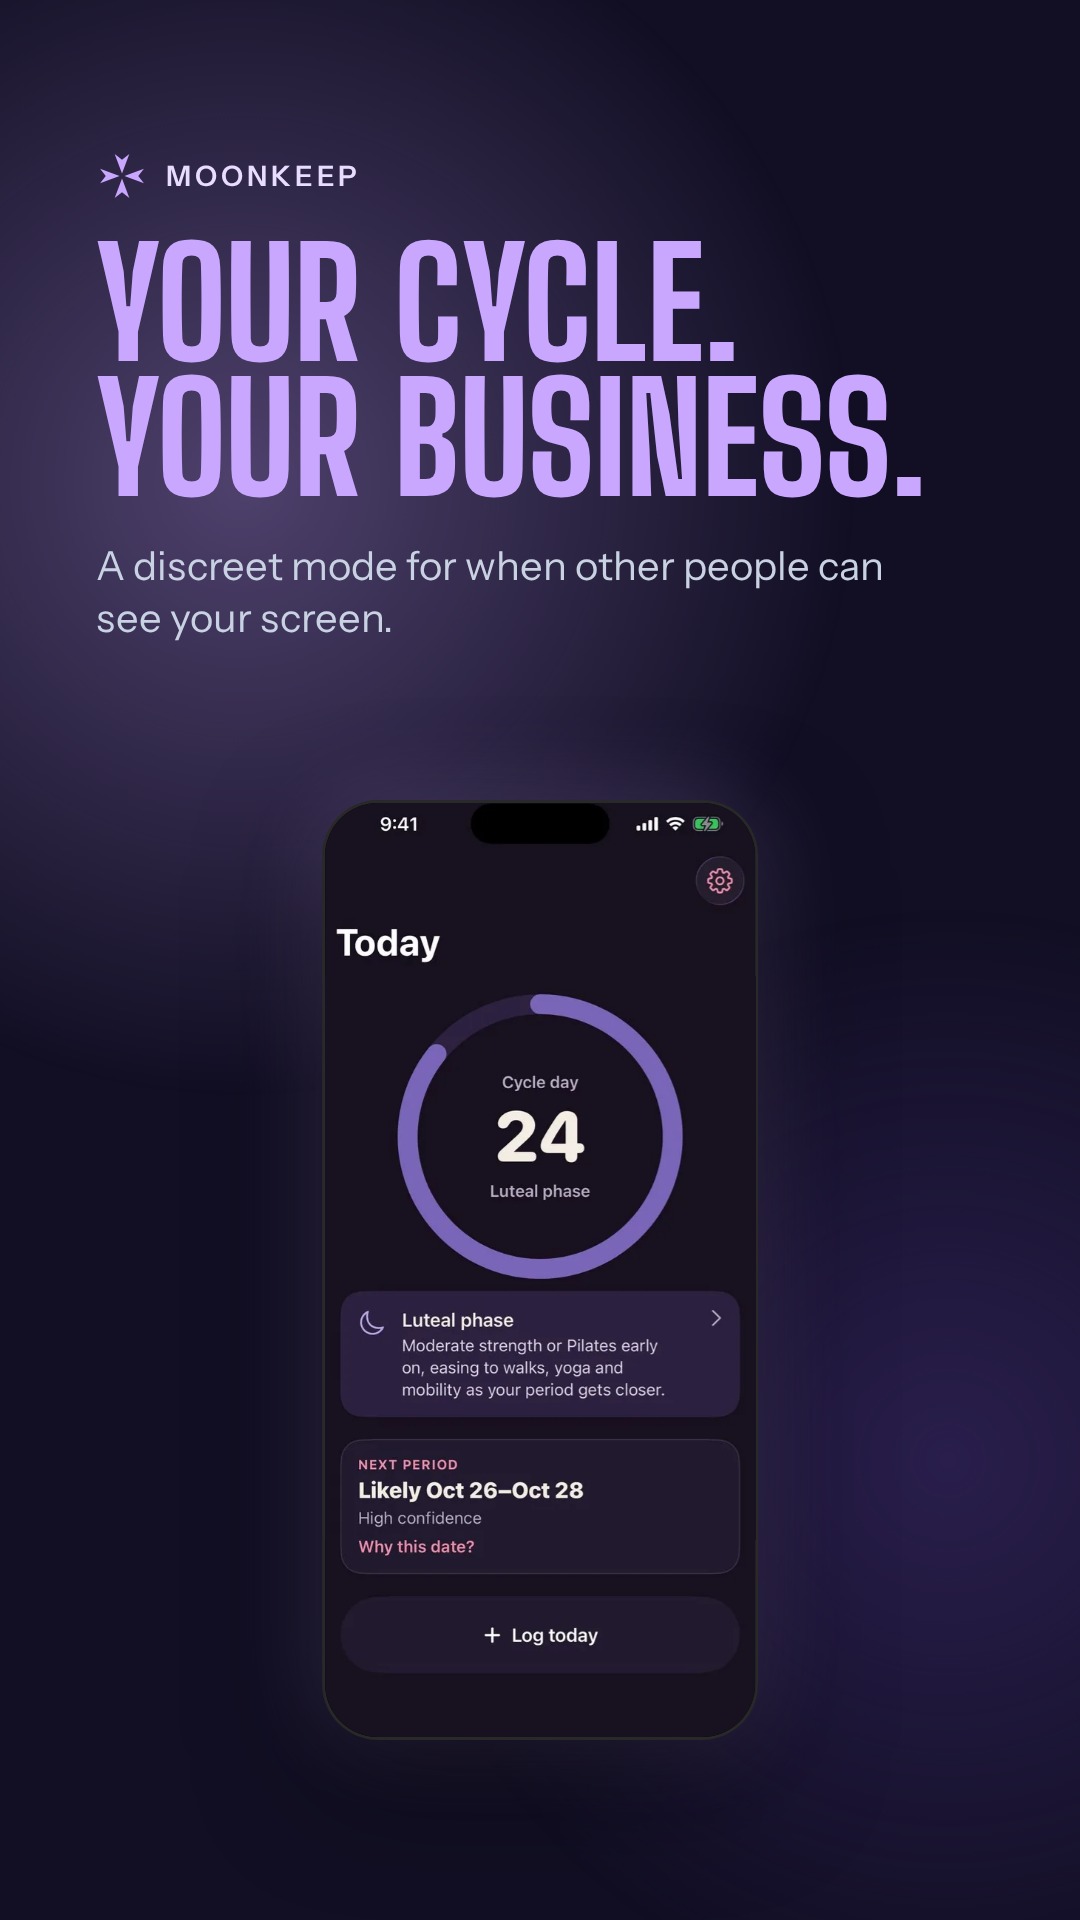 MOONKEEP
YOUR CYCLE.
YOUR BUSINESS.
A discreet mode for when other people can
see your screen.
9:41
Today
Cycle day
24
Luteal phase
Luteal phase
Moderate strength or Pilates early
on, easing to walks, yoga and
mobility as your period gets closer.
NEXT PERIOD
Likely Oct 26–Oct 28
High confidence
Why this date?
+ Log today